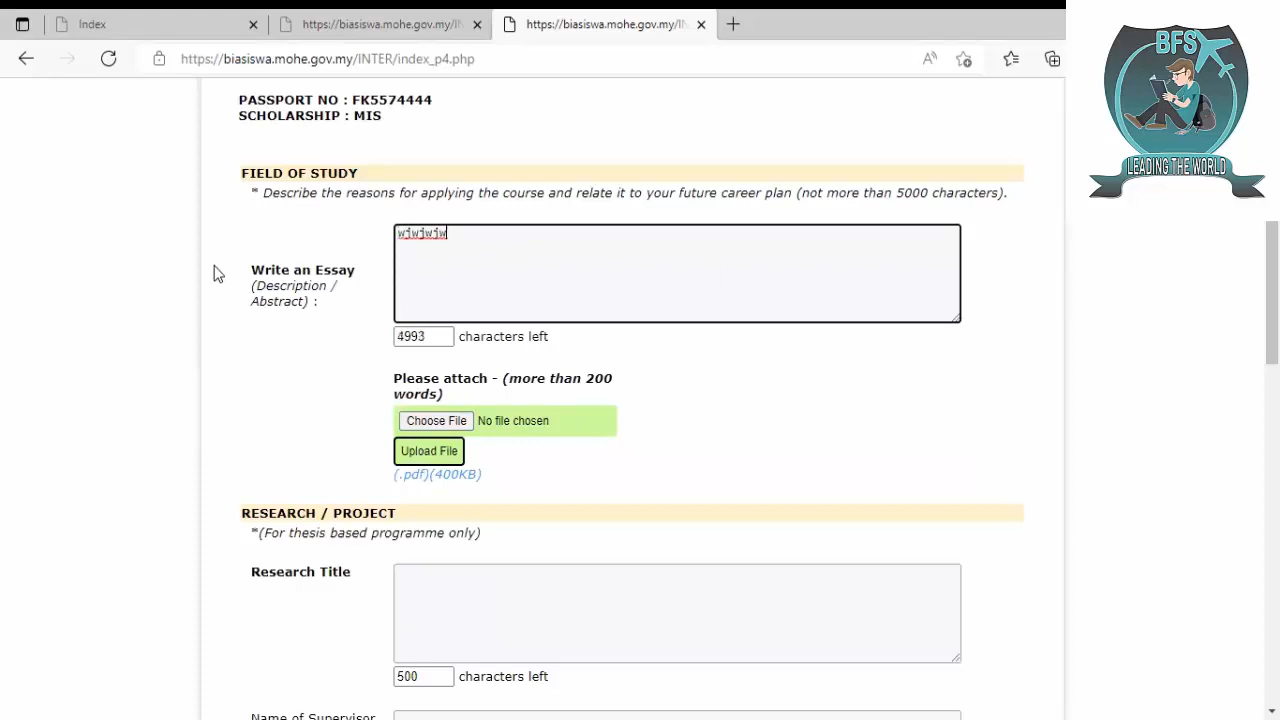 Index
https://biasiswa.mohe.gov.my/IN
https://biasiswa.mohe.gov.my/IN
https://biasiswa.mohe.gov.my/INTER/index_p4.php
BFS
LEADING THE WORLD
PASSPORT NO : FK5574444
SCHOLARSHIP : MIS
FIELD OF STUDY
* Describe the reasons for applying the course and relate it to your future career plan (not more than 5000 characters).
wjwjwjw
Write an Essay
(Description /
Abstract) :
4993 characters left
Please attach - (more than 200
words)
Choose File No file chosen
Upload File
(.pdf)(400KB)
RESEARCH / PROJECT
*(For thesis based programme only)
Research Title
500 characters left
Name of Supervisor